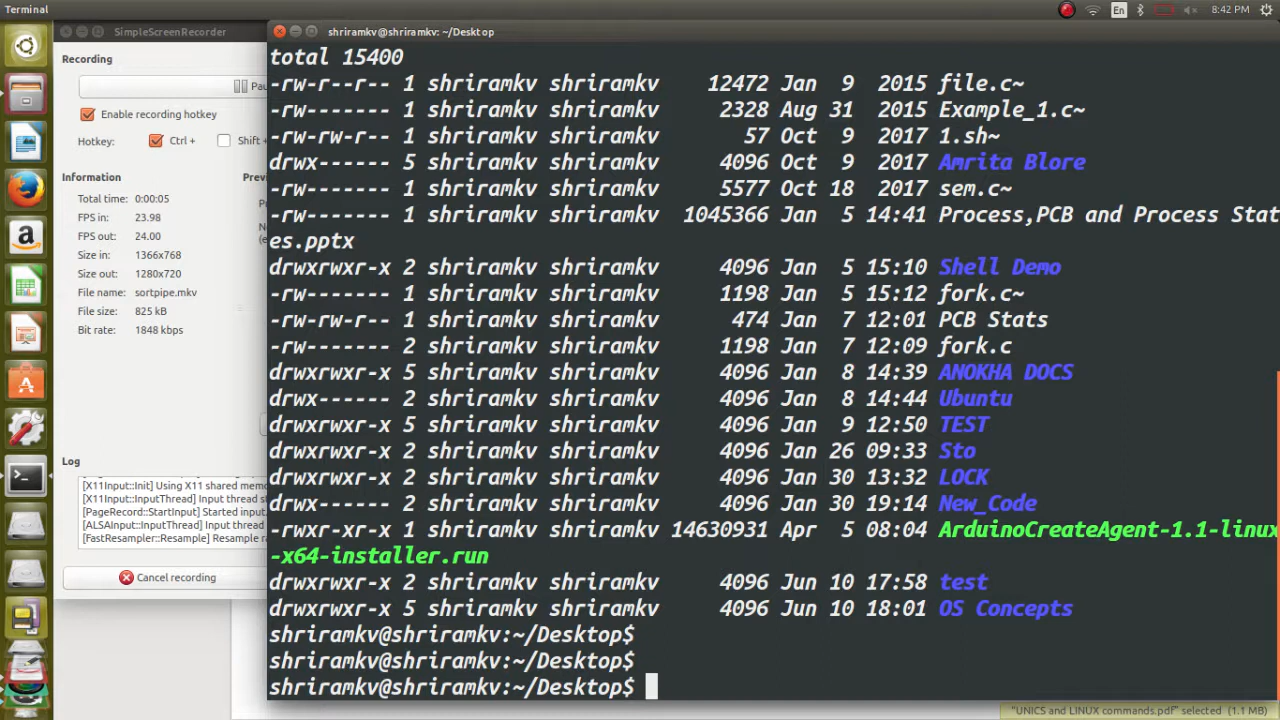 Terminal
En
8:42 PM
SimpleScreenRecorder
shriramkv@shriramkv: ~/Desktop
Recording
Pau
Enable recording hotkey
Hotkey:
Ctrl +
Shift +
Information
Total time: 0:00:05
FPS in: 23.98
FPS out: 24.00
Size in: 1366x768
Size out: 1280x720
File name: sortpipe.mkv
File size: 825 kB
Bit rate: 1848 kbps
Log
[X11Input::Init] Using X11 shared memo
[X11Input::InputThread] Input thread st
[PageRecord::StartInput] Started input
[ALSAInput::InputThread] Input thread
[FastResampler::Resample] Resample ra
Cancel recording
total 15400
-rw-r--r-- 1 shriramkv shriramkv 12472 Jan 9 2015 file.c~
-rw------- 1 shriramkv shriramkv 2328 Aug 31 2015 Example_1.c~
-rw-rw-r-- 1 shriramkv shriramkv 57 Oct 9 2017 1.sh~
drwx------ 5 shriramkv shriramkv 4096 Oct 9 2017 Amrita Blore
-rw------- 1 shriramkv shriramkv 5577 Oct 18 2017 sem.c~
-rw------- 1 shriramkv shriramkv 1045366 Jan 5 14:41 Process,PCB and Process Stat
es.pptx
drwxrwxr-x 2 shriramkv shriramkv 4096 Jan 5 15:10 Shell Demo
-rw------- 1 shriramkv shriramkv 1198 Jan 5 15:12 fork.c~
-rw-rw-r-- 1 shriramkv shriramkv 474 Jan 7 12:01 PCB Stats
-rw------- 2 shriramkv shriramkv 1198 Jan 7 12:09 fork.c
drwxrwxr-x 5 shriramkv shriramkv 4096 Jan 8 14:39 ANOKHA DOCS
drwx------ 2 shriramkv shriramkv 4096 Jan 8 14:44 Ubuntu
drwxrwxr-x 5 shriramkv shriramkv 4096 Jan 9 12:50 TEST
drwxrwxr-x 2 shriramkv shriramkv 4096 Jan 26 09:33 Sto
drwxrwxr-x 2 shriramkv shriramkv 4096 Jan 30 13:32 LOCK
drwx------ 2 shriramkv shriramkv 4096 Jan 30 19:14 New_Code
-rwxr-xr-x 1 shriramkv shriramkv 14630931 Apr 5 08:04 ArduinoCreateAgent-1.1-linux
-x64-installer.run
drwxrwxr-x 2 shriramkv shriramkv 4096 Jun 10 17:58 test
drwxrwxr-x 5 shriramkv shriramkv 4096 Jun 10 18:01 OS Concepts
shriramkv@shriramkv:~/Desktop$
shriramkv@shriramkv:~/Desktop$
shriramkv@shriramkv:~/Desktop$
"UNICS and LINUX commands.pdf" selected (1.1 MB)